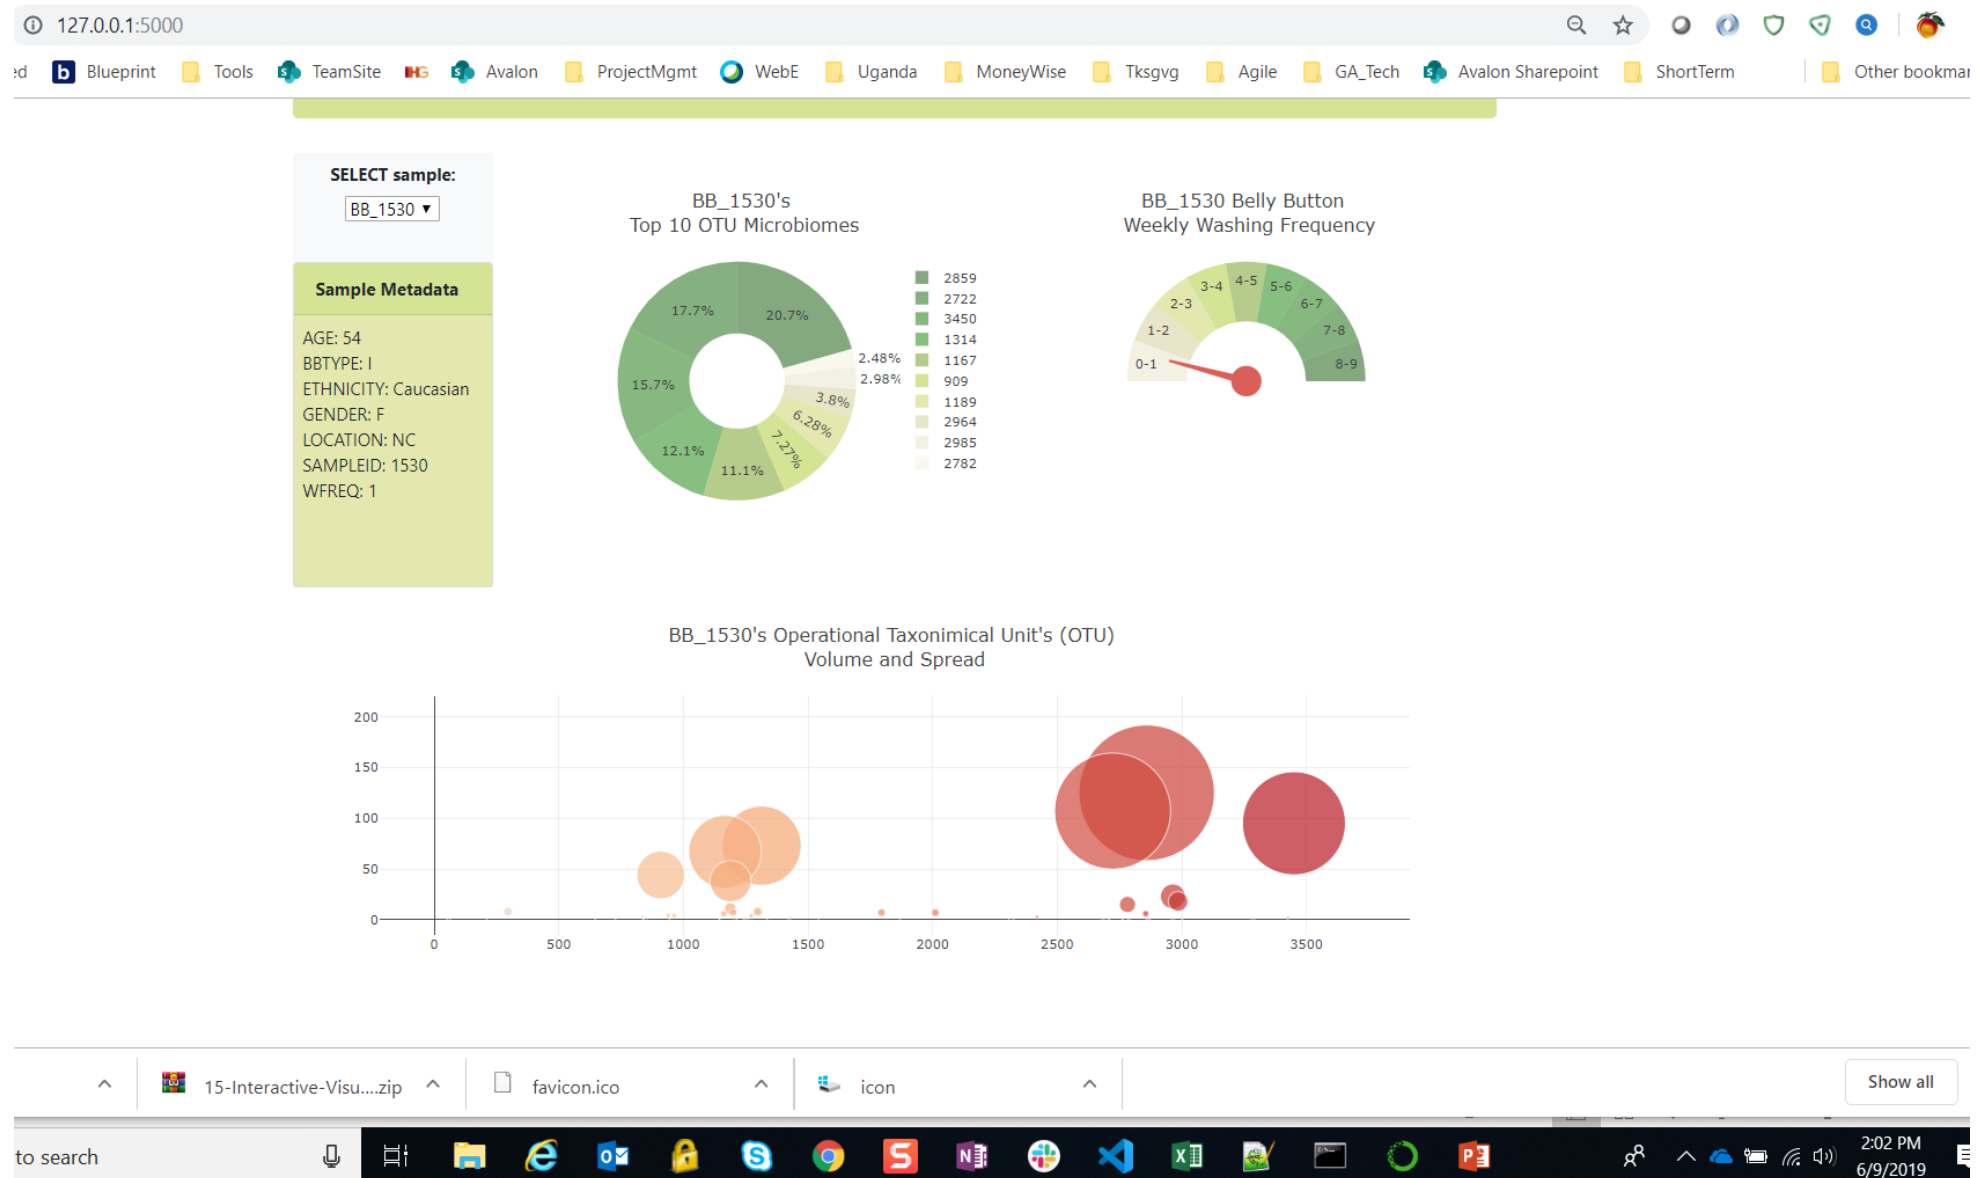 127.0.0.1:5000
ed Blueprint Tools TeamSite IHG Avalon ProjectMgmt WebE Uganda MoneyWise Tksgvg Agile GA_Tech Avalon Sharepoint ShortTerm Other bookmar
SELECT sample:
BB_1530
Sample Metadata
AGE: 54
BBTYPE: I
ETHNICITY: Caucasian
GENDER: F
LOCATION: NC
SAMPLEID: 1530
WFREQ: 1
BB_1530's
Top 10 OTU Microbiomes
20.7%
17.7%
15.7%
12.1%
11.1%
7.27%
6.28%
3.8%
2.98%
2.48%
2859
2722
3450
1314
1167
909
1189
2964
2985
2782
BB_1530 Belly Button
Weekly Washing Frequency
0-1
1-2
2-3
3-4
4-5
5-6
6-7
7-8
8-9
BB_1530's Operational Taxonimical Unit's (OTU)
Volume and Spread
200
150
100
50
0
0 500 1000 1500 2000 2500 3000 3500
15-Interactive-Visu....zip favicon.ico icon Show all
to search
2:02 PM
6/9/2019